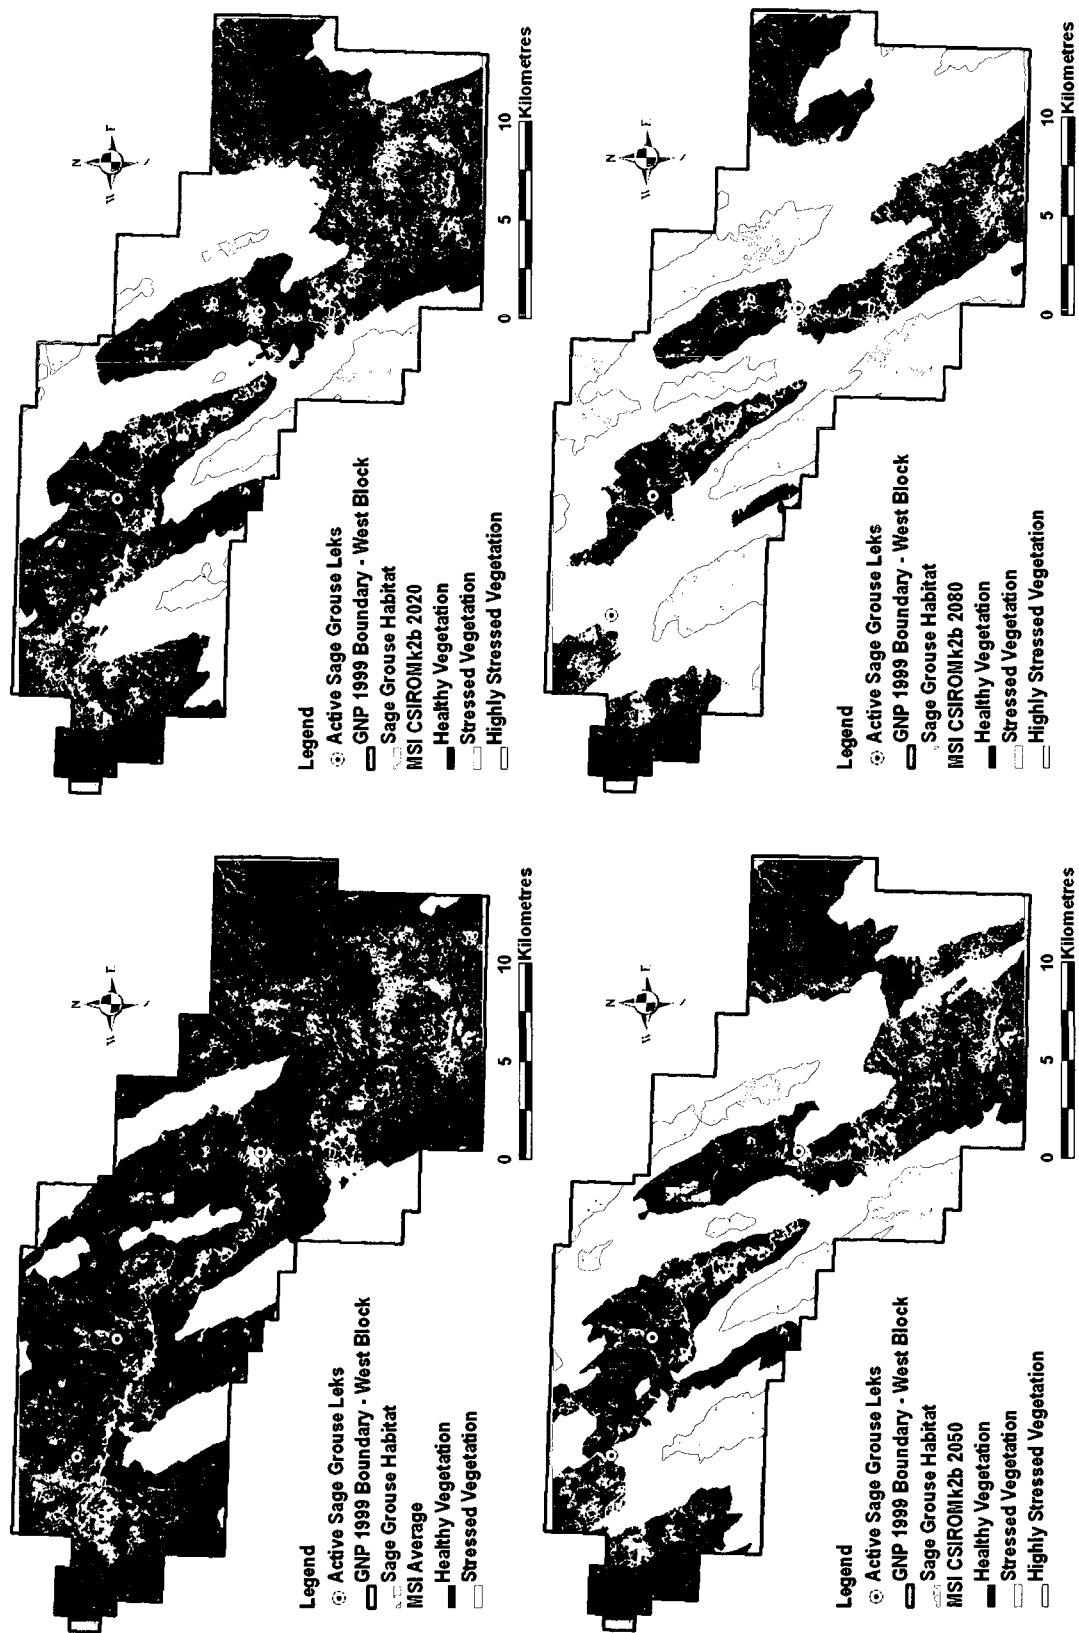 N
W
E
Legend
Active Sage Grouse Leks
GNP 1999 Boundary - West Block
Sage Grouse Habitat
MSI Average
Healthy Vegetation
Stressed Vegetation
0 5 10 Kilometres
N
W
E
Legend
Active Sage Grouse Leks
GNP 1999 Boundary - West Block
Sage Grouse Habitat
MSI CSIROMk2b 2020
Healthy Vegetation
Stressed Vegetation
Highly Stressed Vegetation
0 5 10 Kilometres
N
W
E
Legend
Active Sage Grouse Leks
GNP 1999 Boundary - West Block
Sage Grouse Habitat
MSI CSIROMk2b 2050
Healthy Vegetation
Stressed Vegetation
Highly Stressed Vegetation
0 5 10 Kilometres
N
W
E
Legend
Active Sage Grouse Leks
GNP 1999 Boundary - West Block
Sage Grouse Habitat
MSI CSIROMk2b 2080
Healthy Vegetation
Stressed Vegetation
Highly Stressed Vegetation
0 5 10 Kilometres